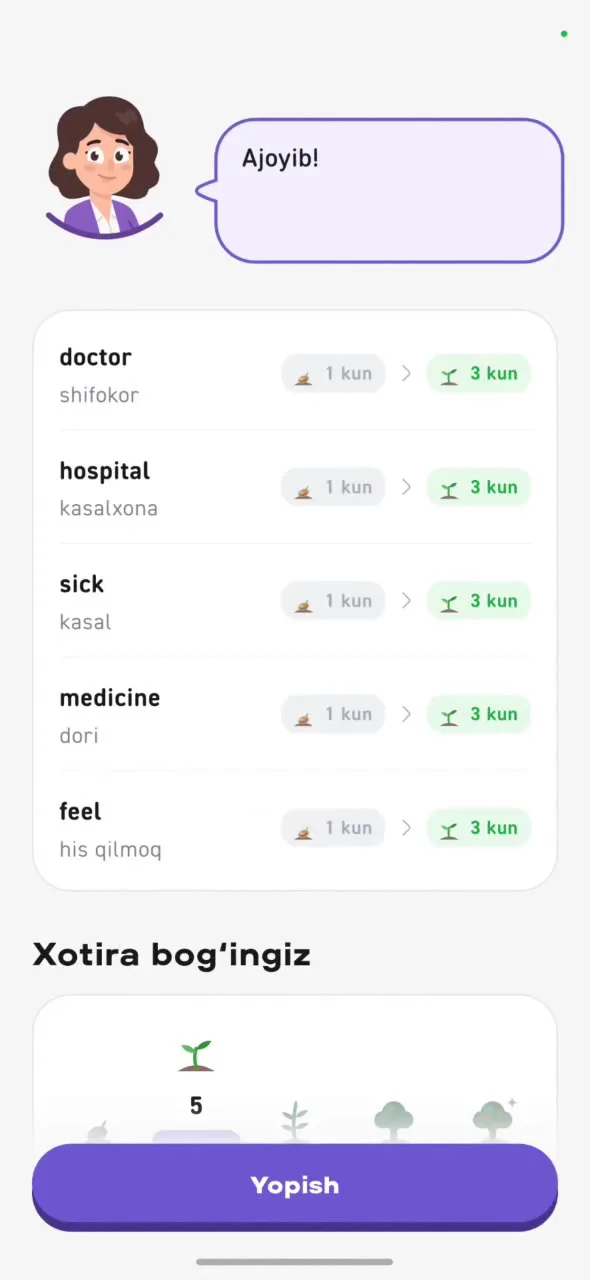 Ajoyib!
doctor
shifokor
1 kun
3 kun
hospital
kasalxona
1 kun
3 kun
sick
kasal
1 kun
3 kun
medicine
dori
1 kun
3 kun
feel
his qilmoq
1 kun
3 kun
Xotira bog‘ingiz
5
Yopish